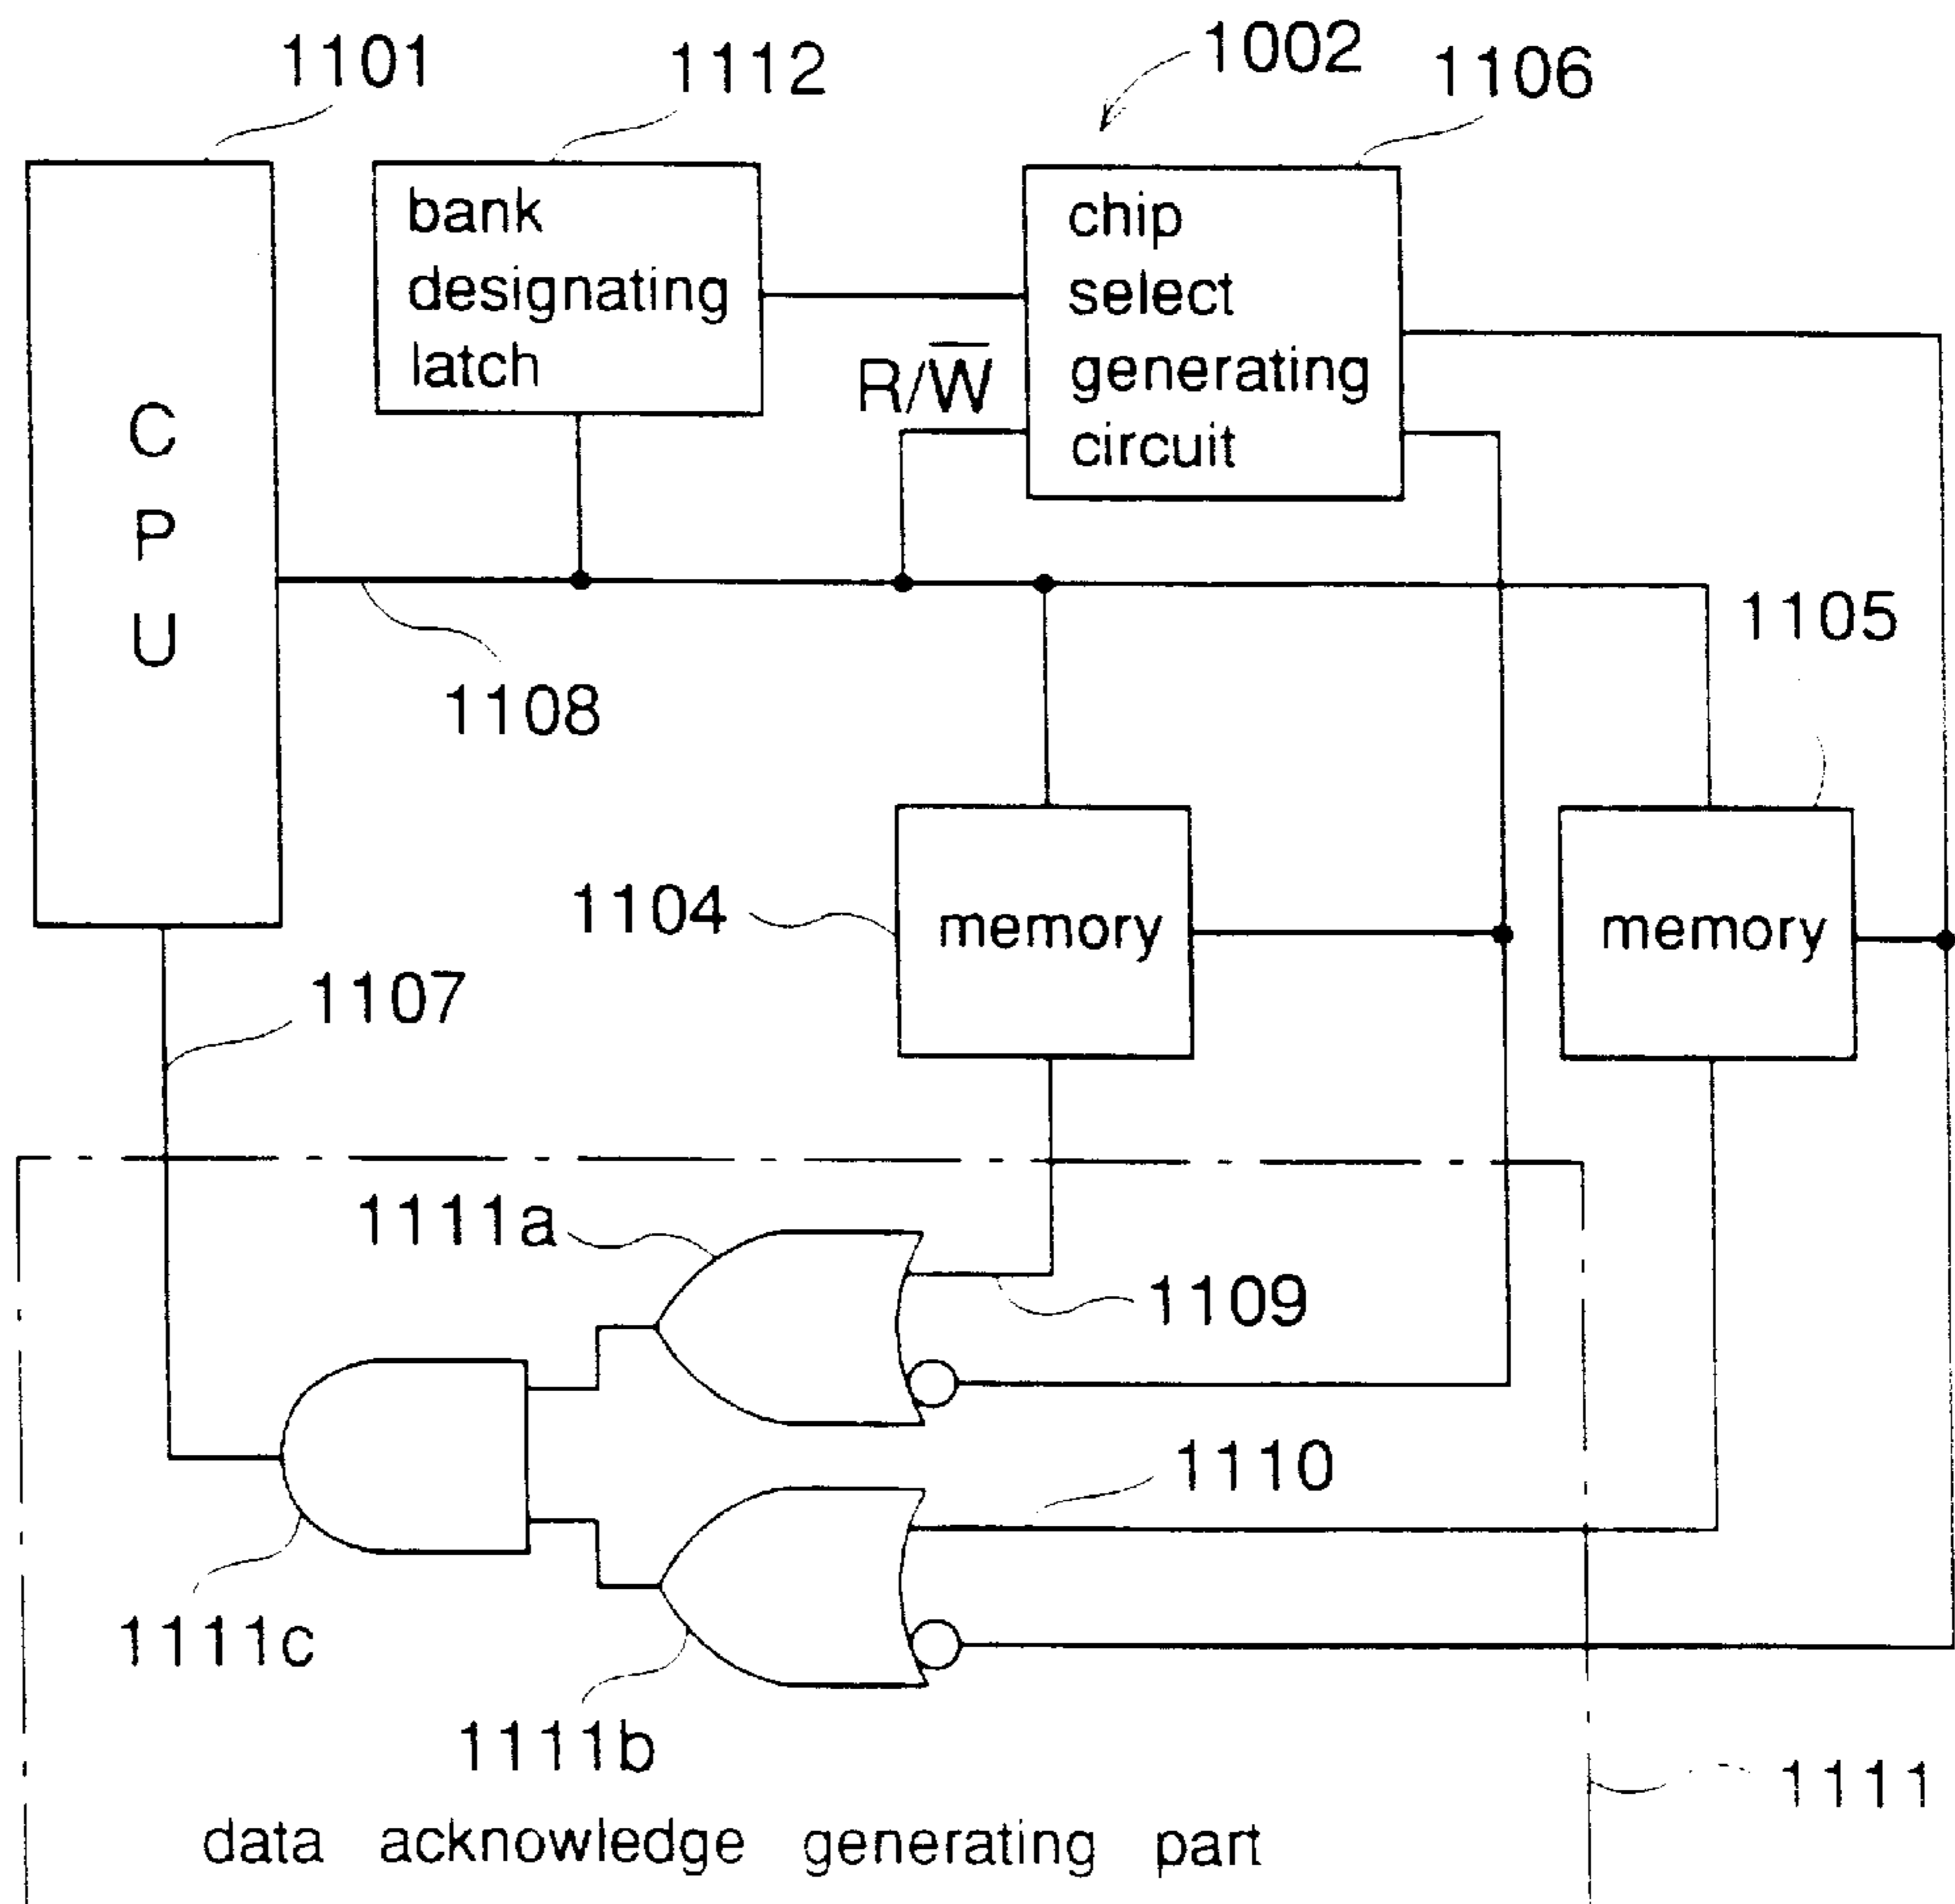 1101
1112
1002
1106
bank
designating
latch
chip
select
generating
circuit
R/W̅
C
P
U
1108
1105
1104
memory
memory
1107
1111a
1109
1110
1111c
1111b
1111
data acknowledge generating part